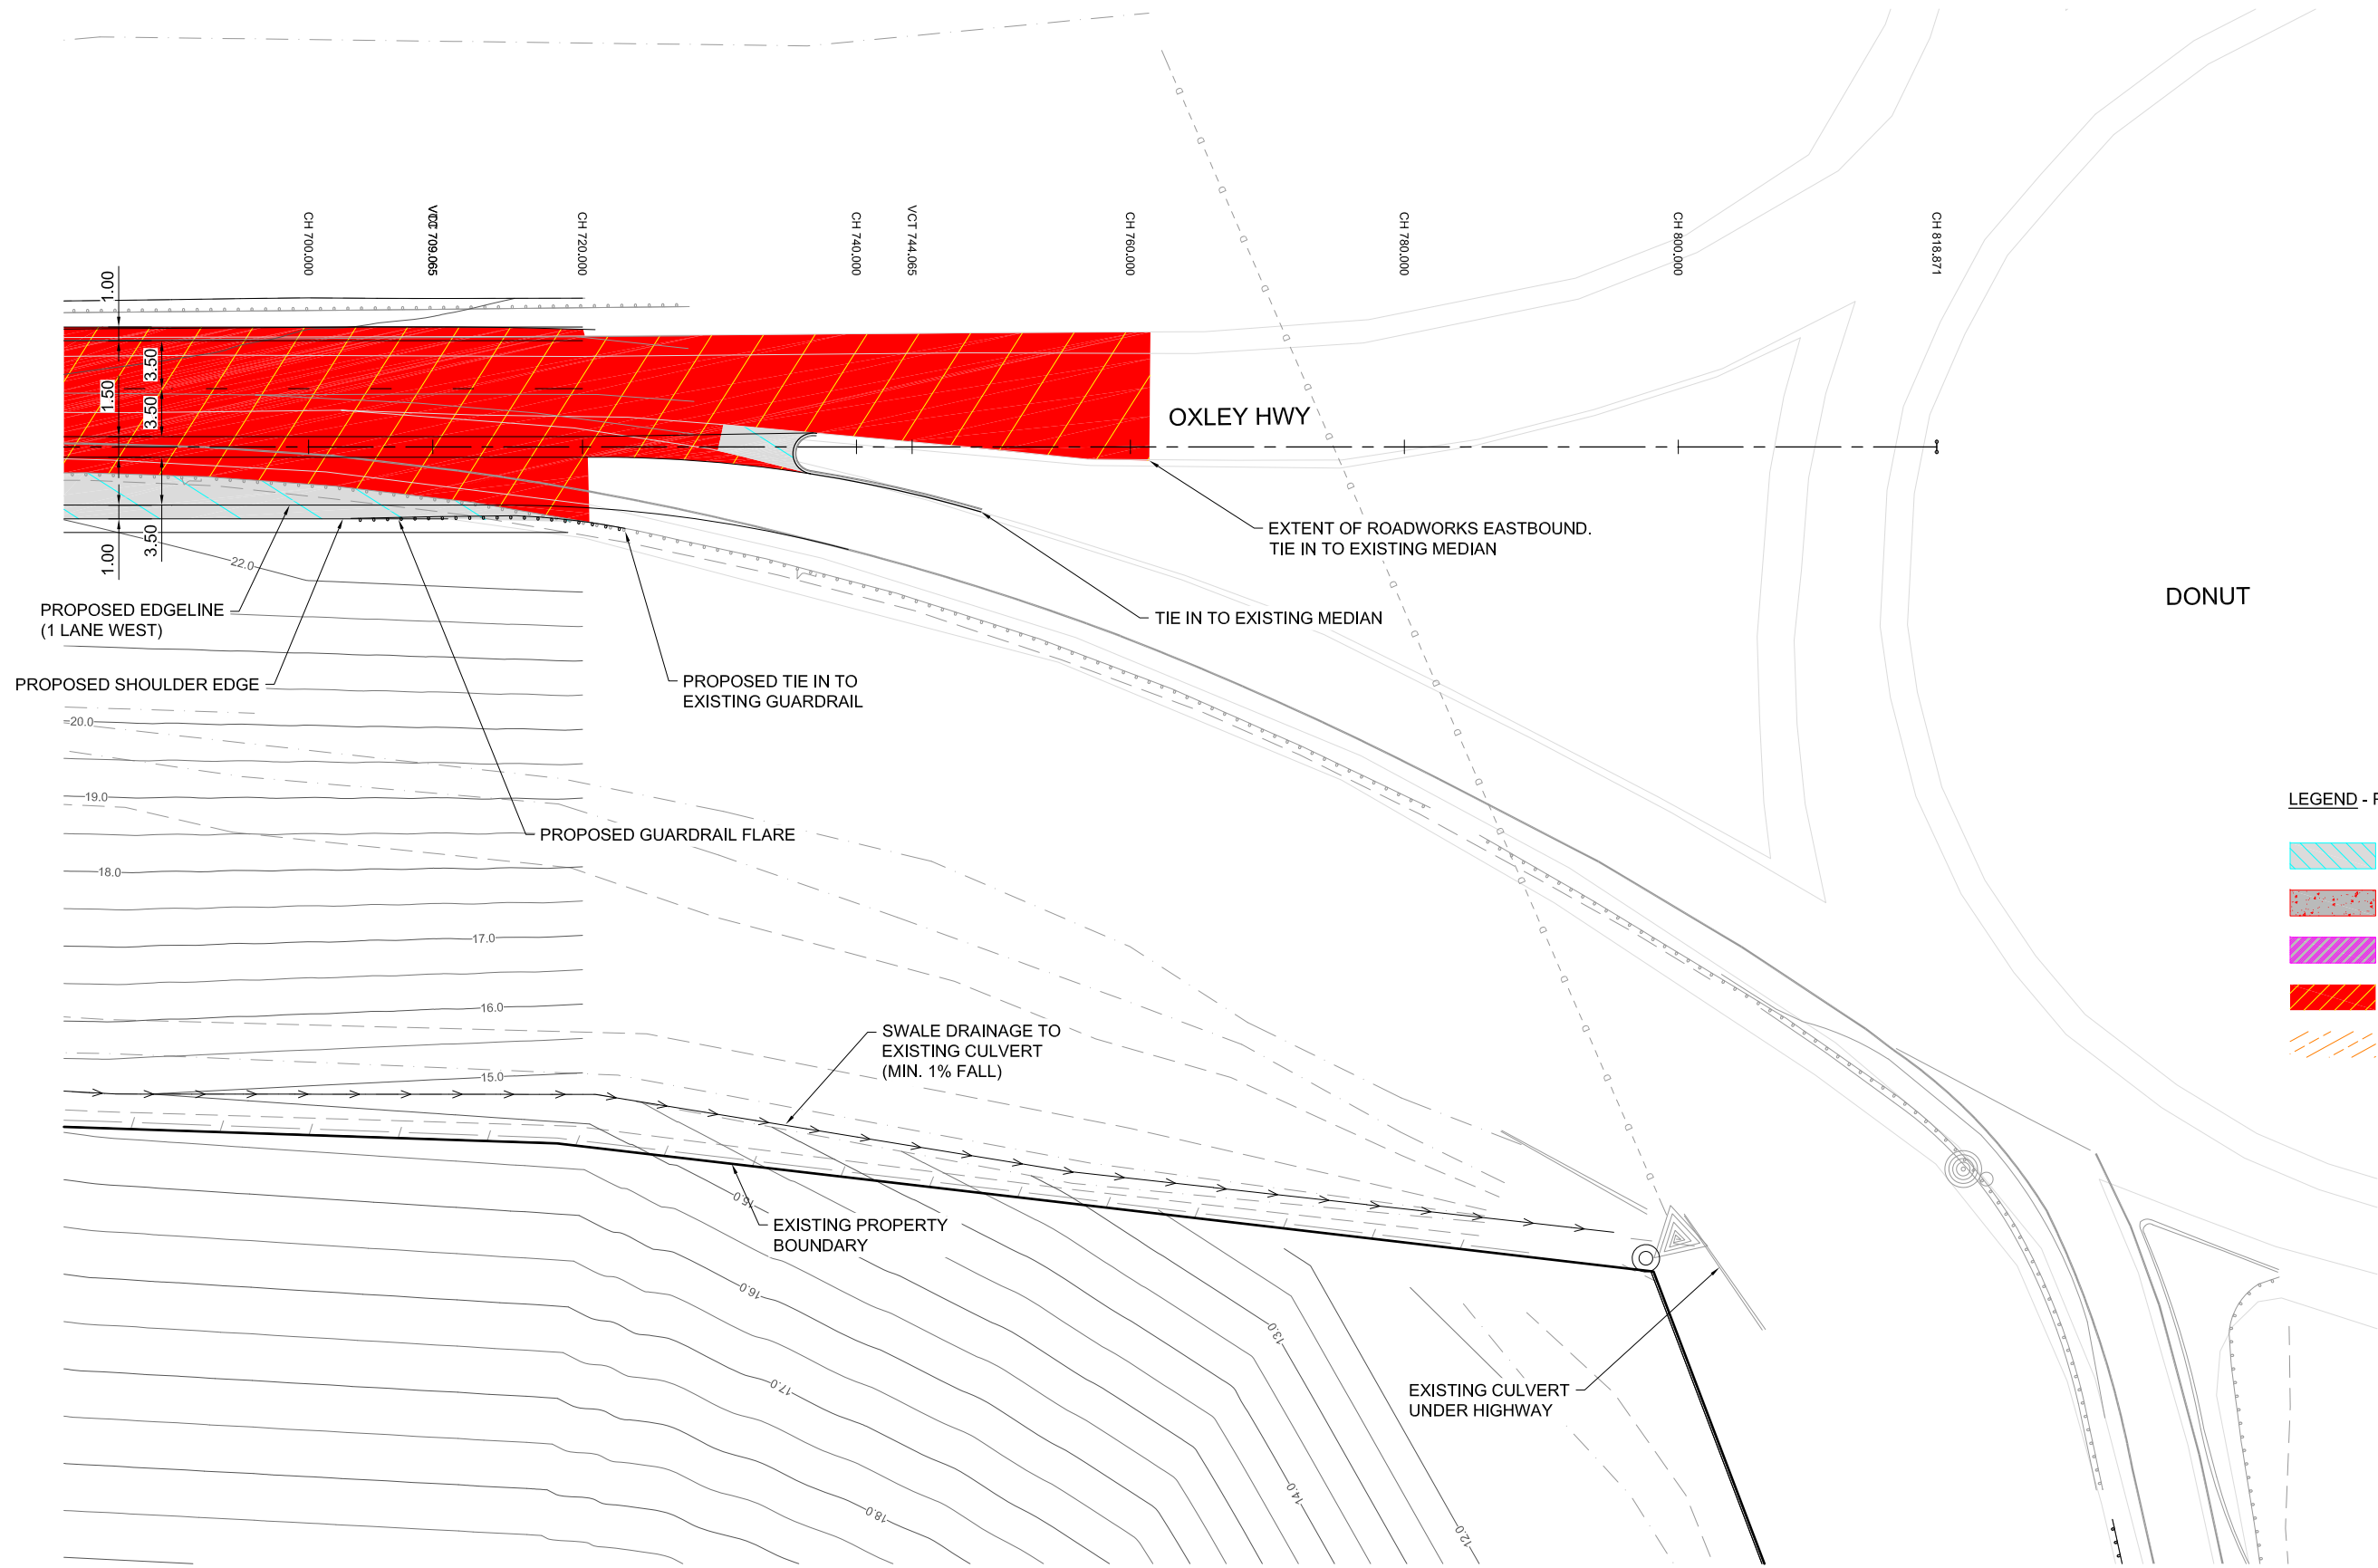 CH 700.000
709.065
CH 720.000
CH 740.000
VCT 744.065
CH 760.000
CH 780.000
CH 800.000
CH 818.871
1.00
3.50
1.50
3.50
3.50
1.00
OXLEY HWY
EXTENT OF ROADWORKS EASTBOUND.
TIE IN TO EXISTING MEDIAN
DONUT
22.0
PROPOSED EDGELINE
(1 LANE WEST)
TIE IN TO EXISTING MEDIAN
PROPOSED SHOULDER EDGE
PROPOSED TIE IN TO
EXISTING GUARDRAIL
20.0
19.0
LEGEND - F
PROPOSED GUARDRAIL FLARE
18.0
17.0
16.0
SWALE DRAINAGE TO
EXISTING CULVERT
(MIN. 1% FALL)
15.0
15.0
EXISTING PROPERTY
BOUNDARY
16.0
13.0
17.0
EXISTING CULVERT
UNDER HIGHWAY
14.0
18.0
12.0